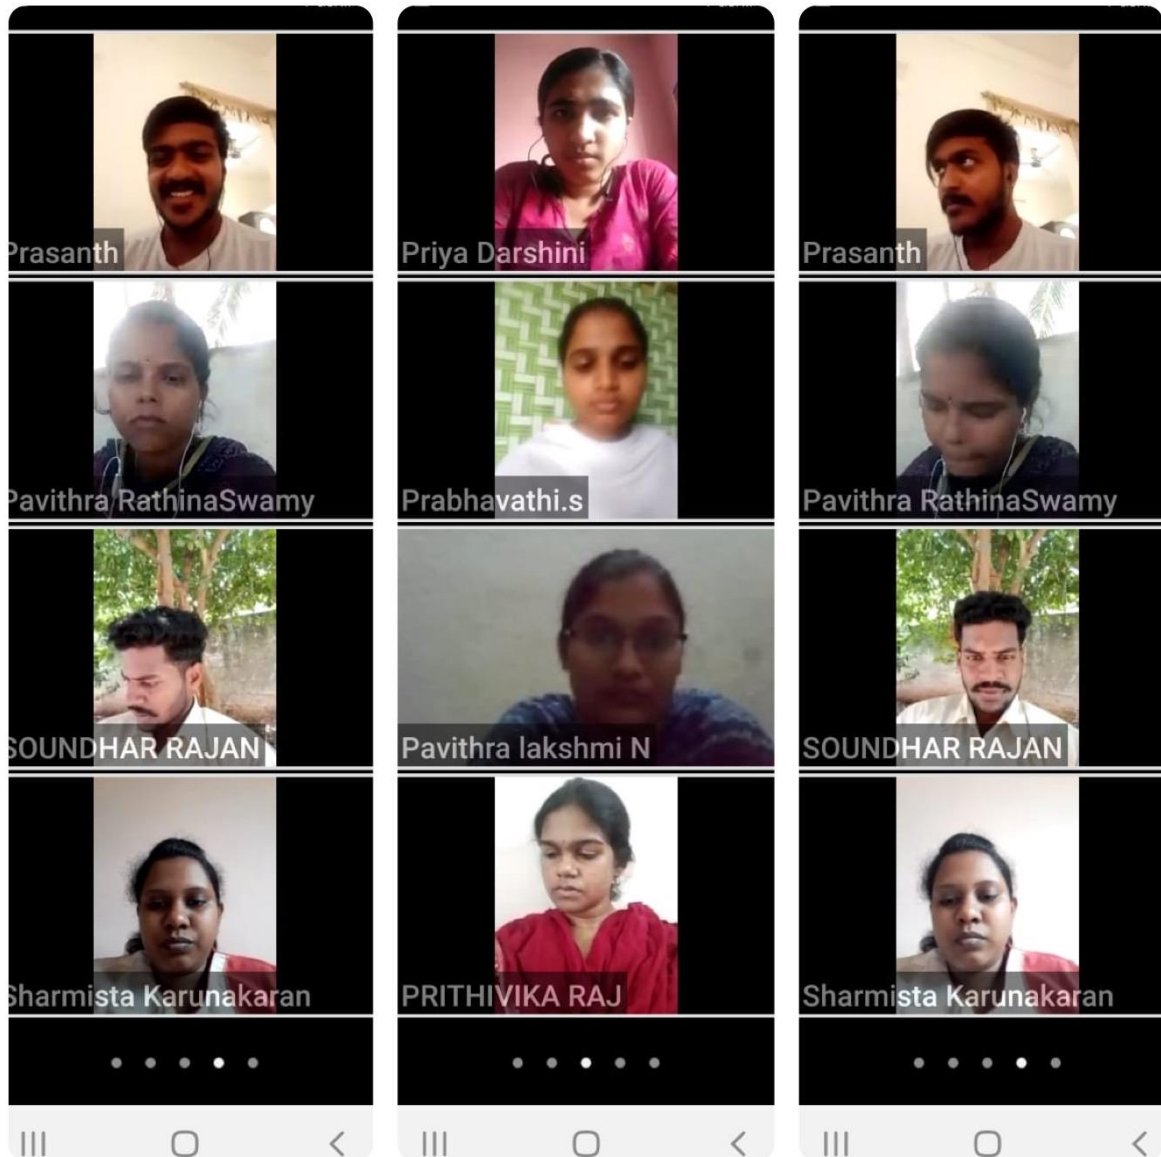 Prasanth
Pavithra RathinaSwamy
SOUNDHAR RAJAN
Sharmista Karunakaran
Priya Darshini
Prabhavathi.s
Pavithra lakshmi N
PRITHIVIKA RAJ
Prasanth
Pavithra RathinaSwamy
SOUNDHAR RAJAN
Sharmista Karunakaran